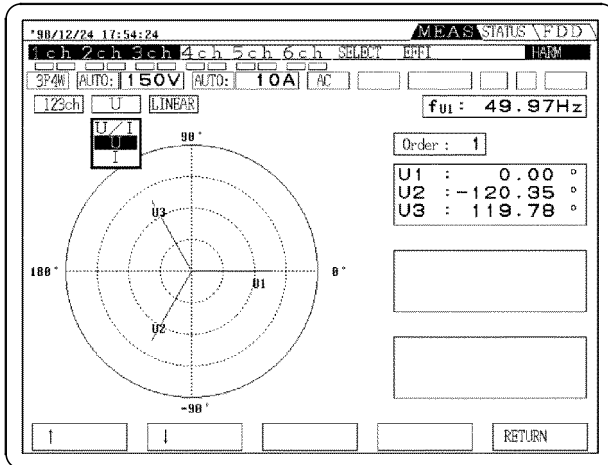 '98/12/24 17:54:24 MEAS STATUS FDD
1ch 2ch 3ch 4ch 5ch 6ch SELECT EFFI HARM
3P4W AUTO: 150V AUTO: 10A AC
123ch U LINEAR fU1: 49.97Hz
U/I
U
I
90°
Order: 1
U1 : 0.00 °
U2 :-120.35 °
U3 : 119.78 °
U3
180° 0°
U1
U2
-90°
↑ ↓ RETURN